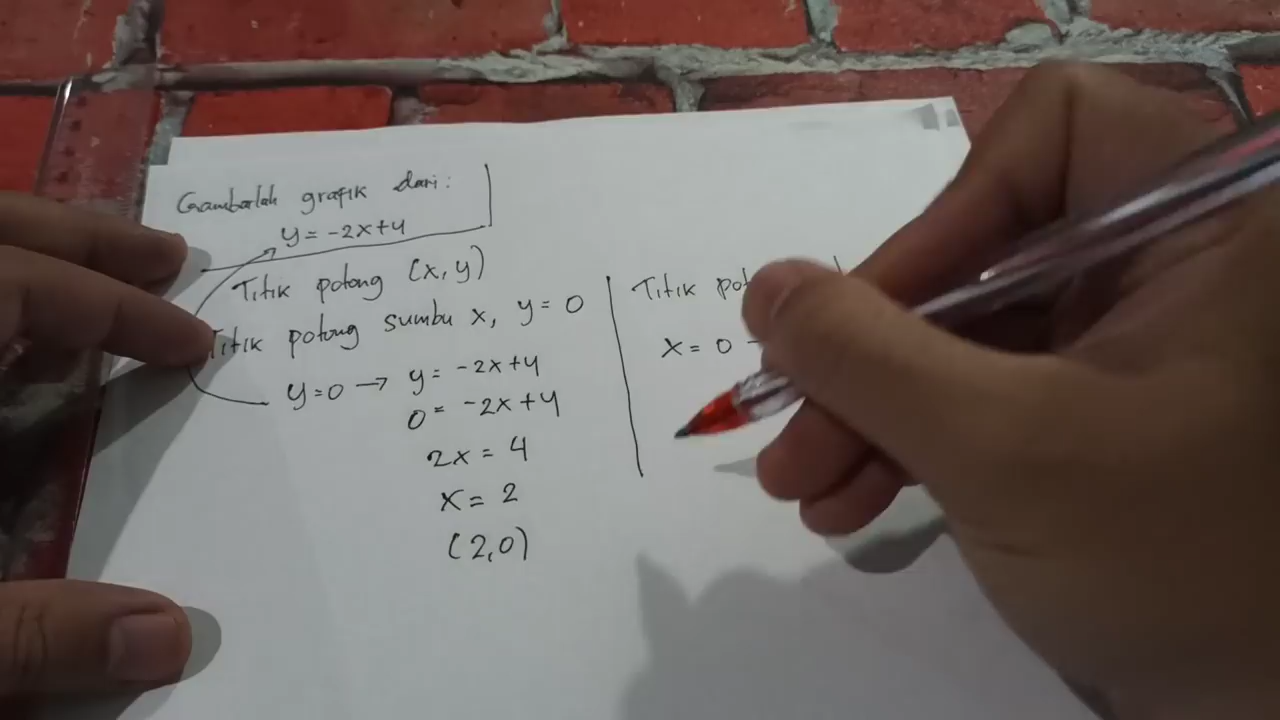 Gambarlah grafik dari:
y = -2x+4
Titik potong (x,y)
Titik potong sumbu x, y = 0
y=0 → y = -2x+4
0 = -2x+4
2x = 4
x = 2
(2,0)
Titik
x = 0